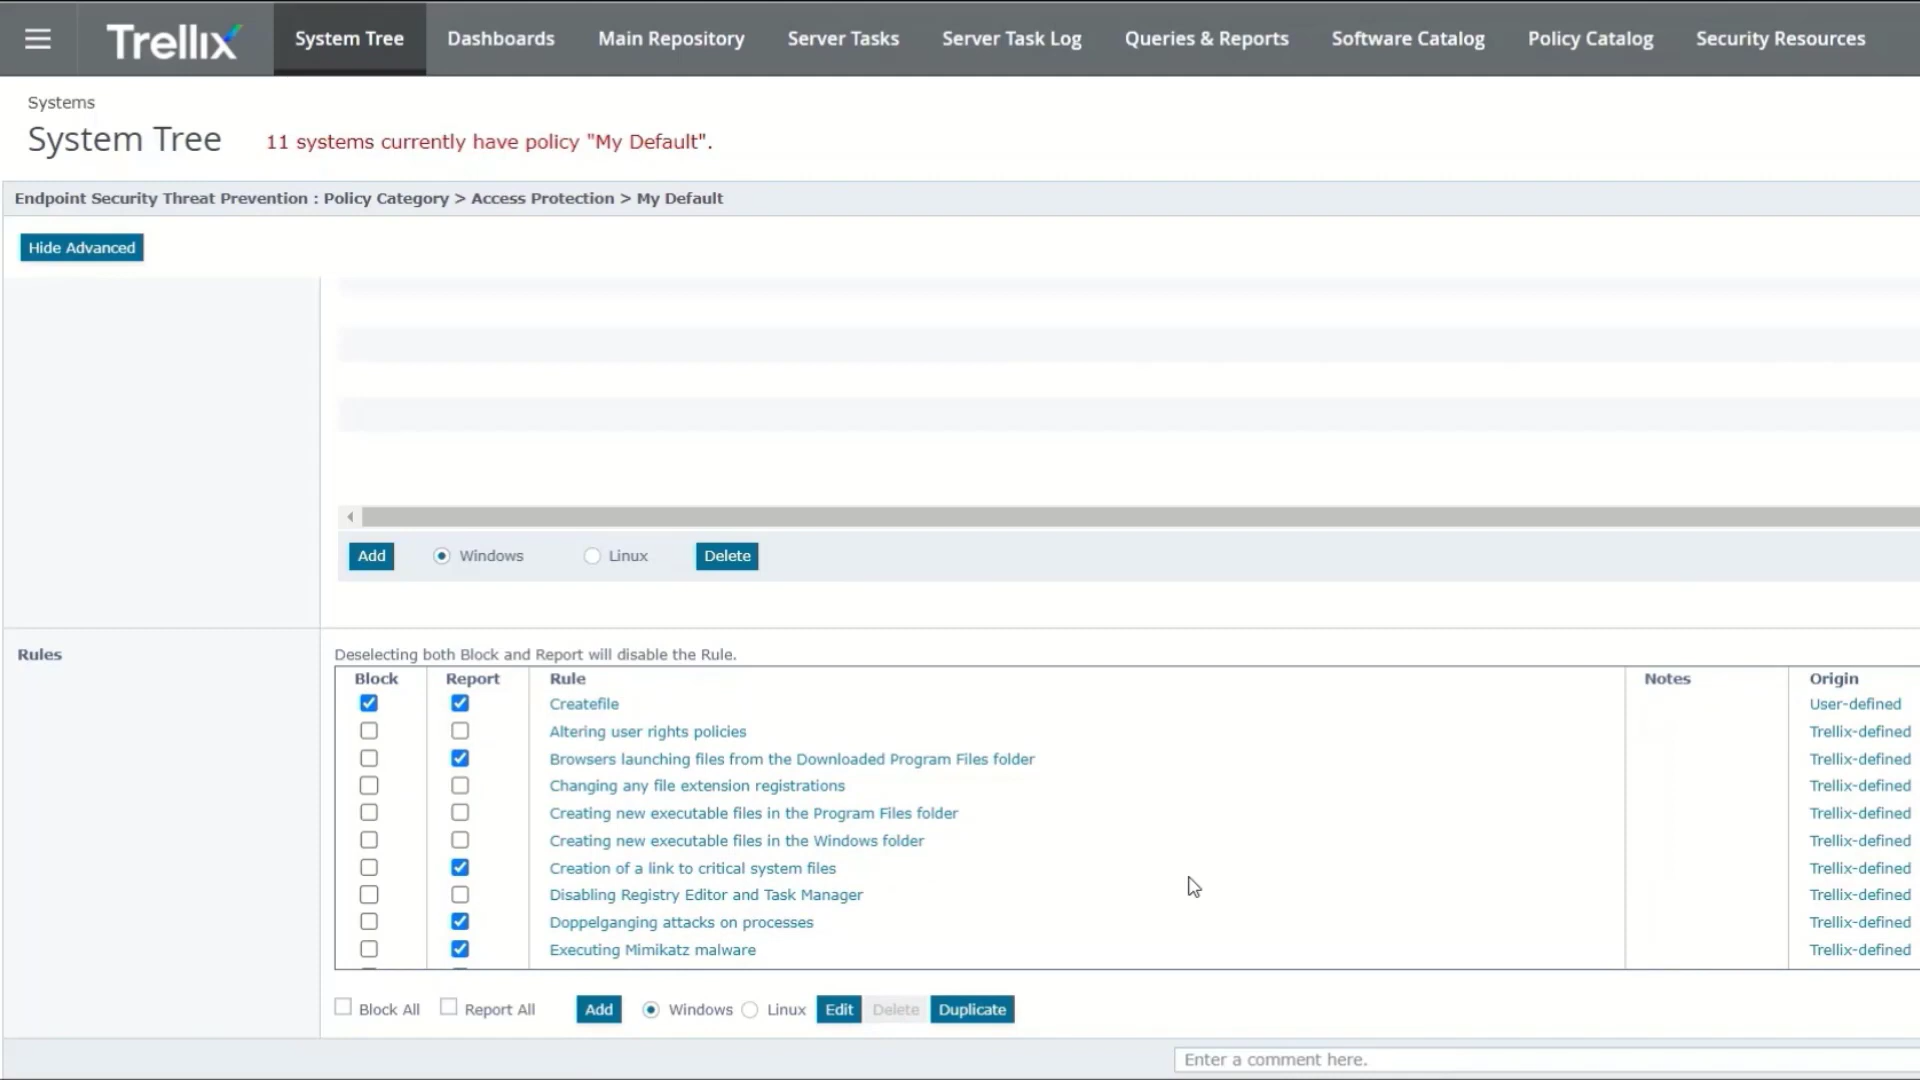 Trellix System Tree Dashboards Main Repository Server Tasks Server Task Log Queries & Reports Software Catalog Policy Catalog Security Resources
Systems
System Tree 11 systems currently have policy "My Default".
Endpoint Security Threat Prevention : Policy Category > Access Protection > My Default
Hide Advanced
Add Windows Linux Delete
Rules Deselecting both Block and Report will disable the Rule.
Block Report Rule Notes Origin
Createfile User-defined
Altering user rights policies Trellix-defined
Browsers launching files from the Downloaded Program Files folder Trellix-defined
Changing any file extension registrations Trellix-defined
Creating new executable files in the Program Files folder Trellix-defined
Creating new executable files in the Windows folder Trellix-defined
Creation of a link to critical system files Trellix-defined
Disabling Registry Editor and Task Manager Trellix-defined
Doppelganging attacks on processes Trellix-defined
Executing Mimikatz malware Trellix-defined
Block All Report All Add Windows Linux Edit Delete Duplicate
Enter a comment here.